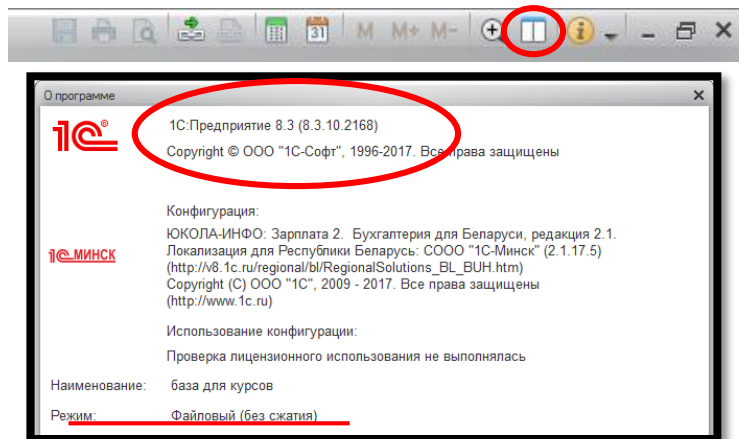 31 M M+ M-
О программе
1С:Предприятие 8.3 (8.3.10.2168)
Copyright © ООО "1С-Софт", 1996-2017. Все права защищены
Конфигурация:
ЮКОЛА-ИНФО: Зарплата 2. Бухгалтерия для Беларуси, редакция 2.1.
1С МИНСК
Локализация для Республики Беларусь: СООО "1С-Минск" (2.1.17.5)
(http://v8.1c.ru/regional/bl/RegionalSolutions_BL_BUH.htm)
Copyright (С) ООО "1С", 2009 - 2017. Все права защищены
(http://www.1c.ru)
Использование конфигурации:
Проверка лицензионного использования не выполнялась
Наименование: база для курсов
Режим: Файловый (без сжатия)